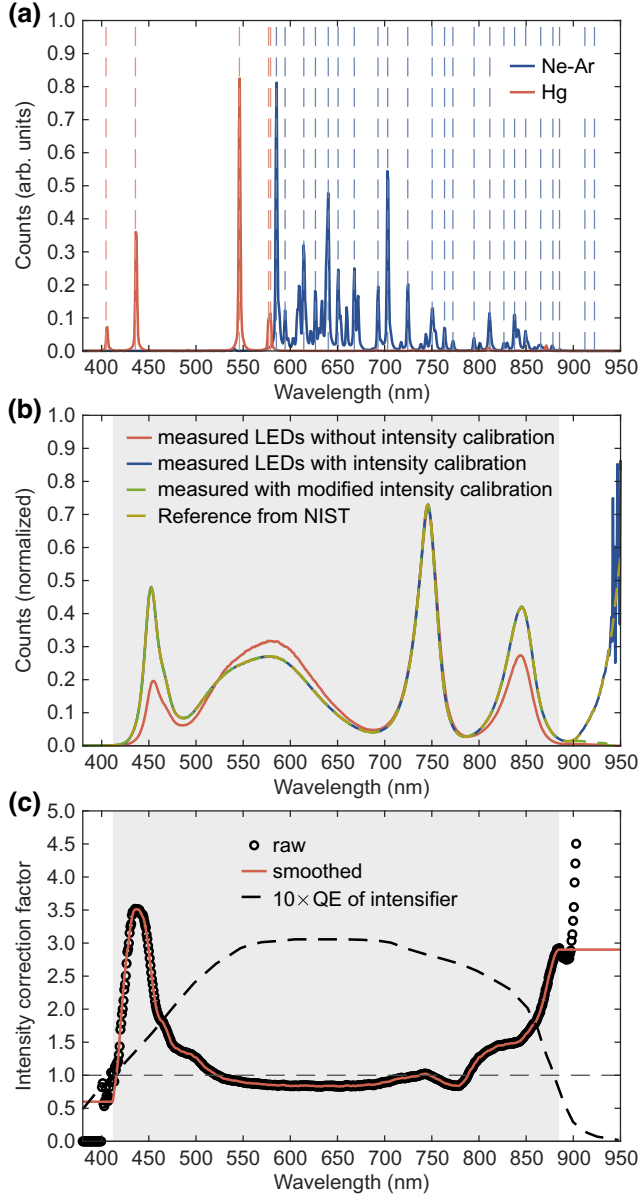 (a)
1.0
0.9
0.8
0.7
0.6
0.5
0.4
0.3
0.2
0.1
0.0
Counts (arb. units)
Ne-Ar
Hg
400 450 500 550 600 650 700 750 800 850 900 950
Wavelength (nm)
(b)
1.0
0.9
0.8
0.7
0.6
0.5
0.4
0.3
0.2
0.1
0.0
Counts (normalized)
measured LEDs without intensity calibration
measured LEDs with intensity calibration
measured with modified intensity calibration
Reference from NIST
400 450 500 550 600 650 700 750 800 850 900 950
Wavelength (nm)
(c)
5.0
4.5
4.0
3.5
3.0
2.5
2.0
1.5
1.0
0.5
0.0
Intensity correction factor
raw
smoothed
10×QE of intensifier
400 450 500 550 600 650 700 750 800 850 900 950
Wavelength (nm)